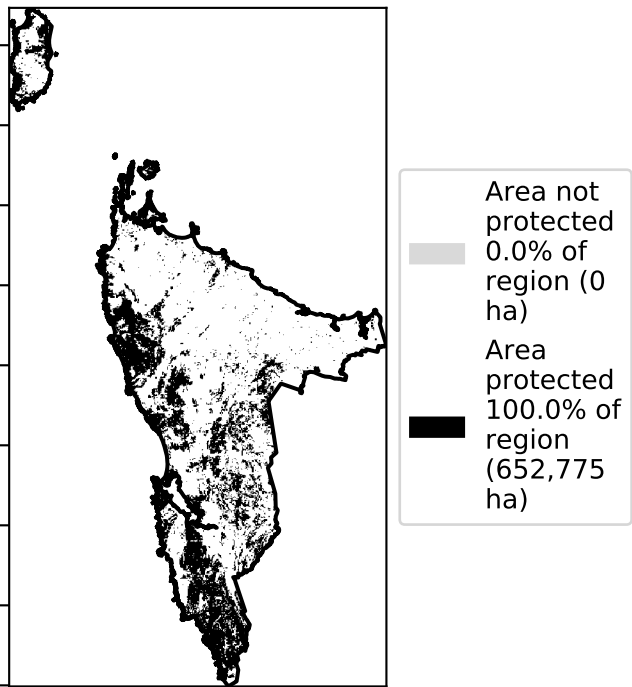 Area not
protected
0.0% of
region (0
ha)
Area
protected
100.0% of
region
(652,775
ha)